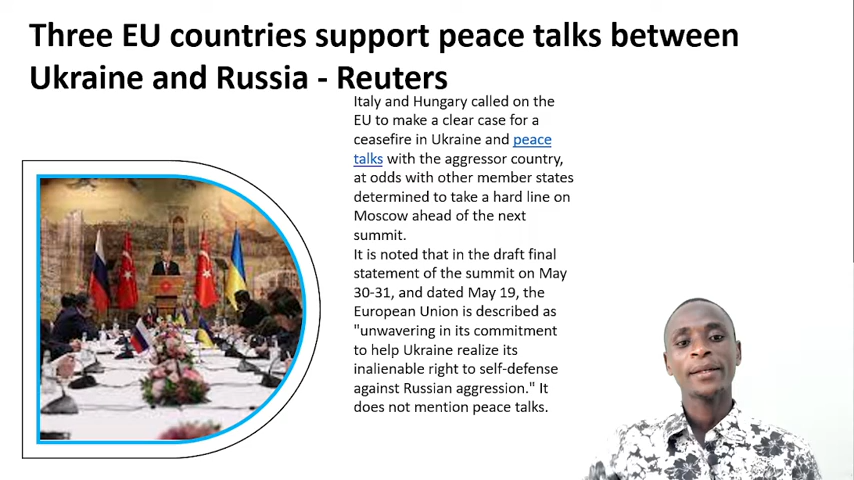 Three EU countries support peace talks between
Ukraine and Russia - Reuters
Italy and Hungary called on the
EU to make a clear case for a
ceasefire in Ukraine and peace
talks with the aggressor country,
at odds with other member states
determined to take a hard line on
Moscow ahead of the next
summit.
It is noted that in the draft final
statement of the summit on May
30-31, and dated May 19, the
European Union is described as
"unwavering in its commitment
to help Ukraine realize its
inalienable right to self-defense
against Russian aggression." It
does not mention peace talks.